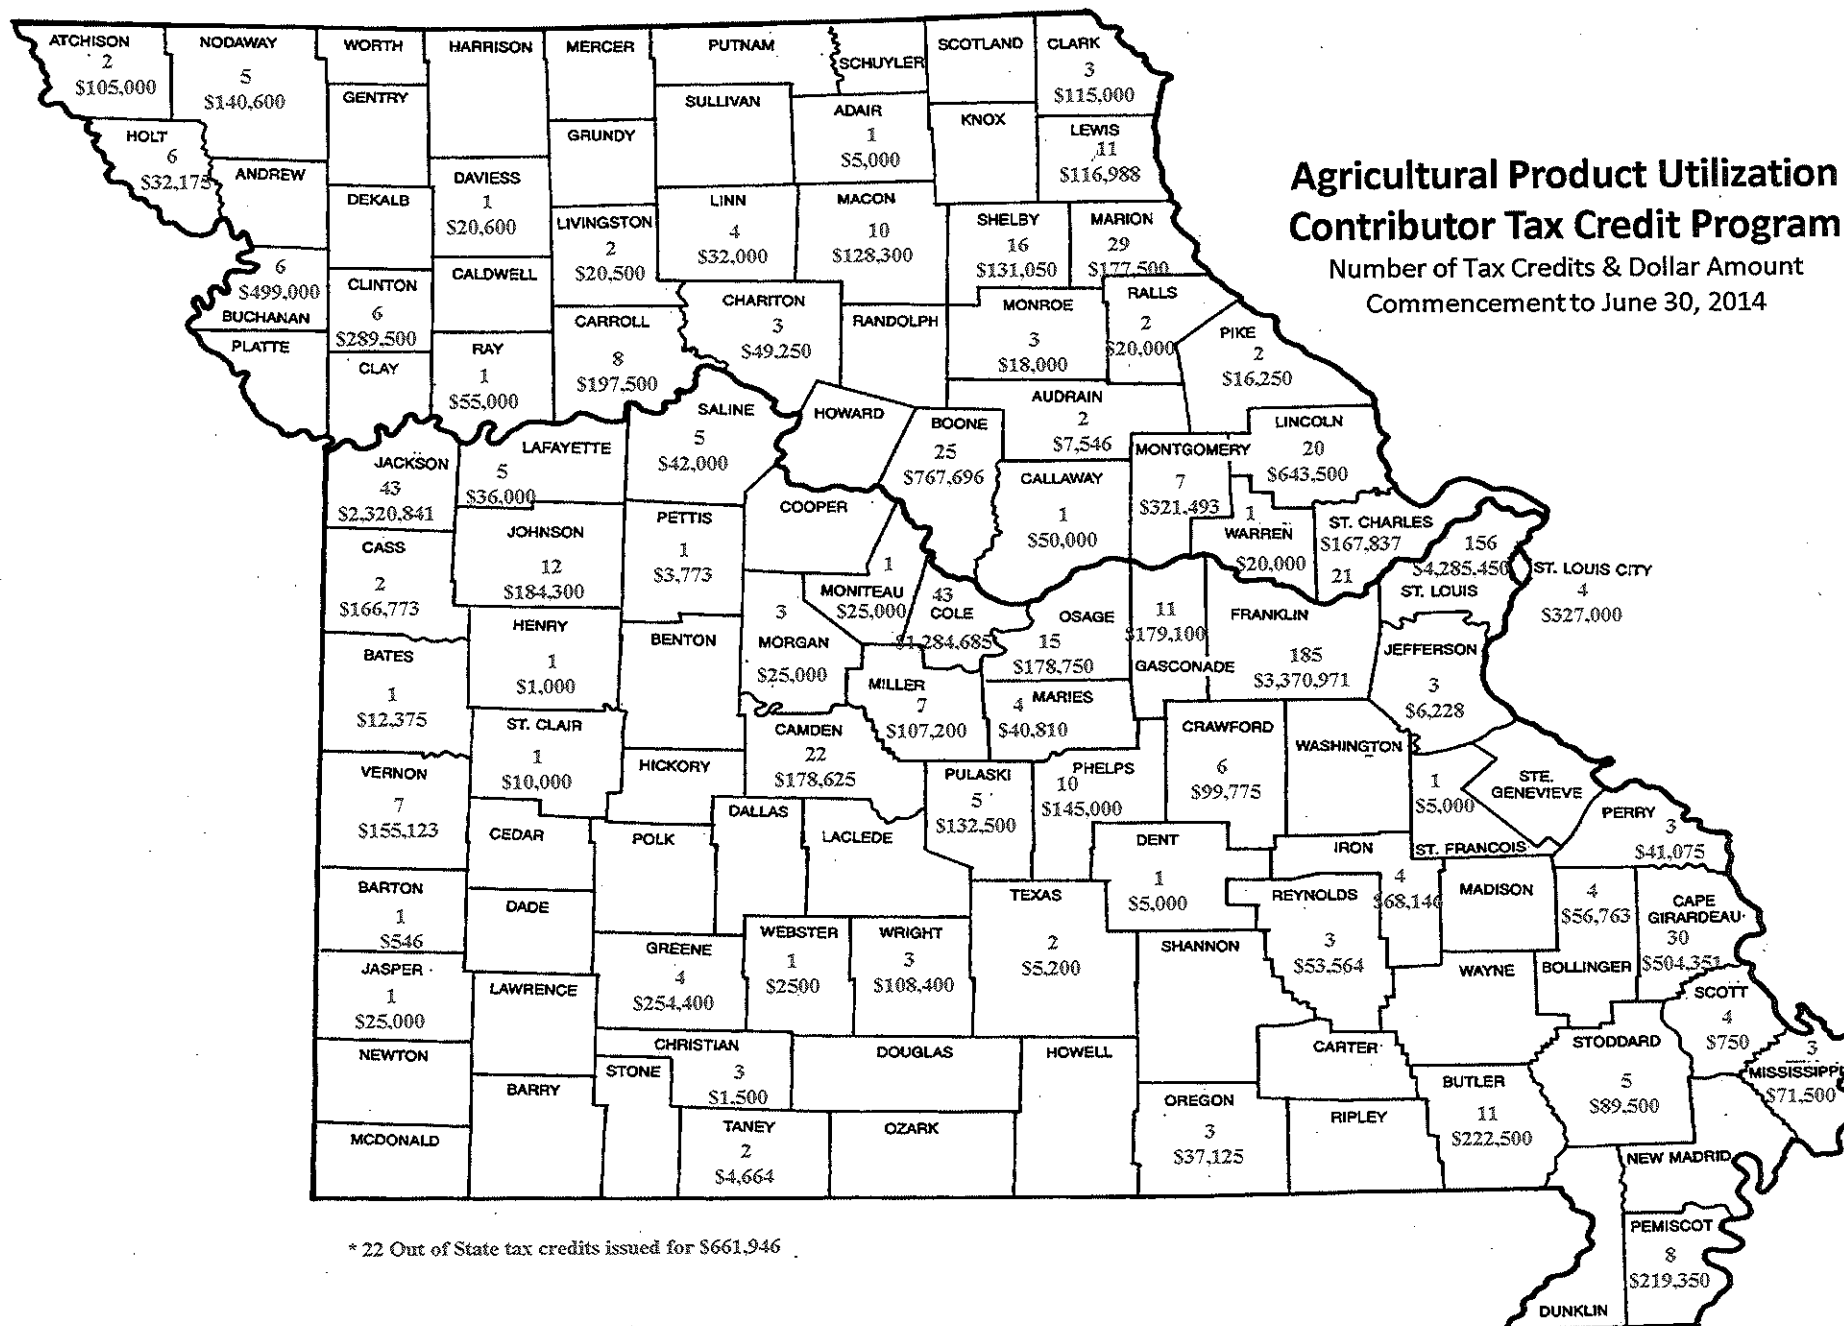 Agricultural Product Utilization
Contributor Tax Credit Program
Number of Tax Credits & Dollar Amount
Commencement to June 30, 2014
ATCHISON
2
$105,000
NODAWAY
5
$140,600
WORTH
HARRISON
MERCER
PUTNAM
SCHUYLER
SCOTLAND
CLARK
3
$115,000
GENTRY
SULLIVAN
ADAIR
1
$5,000
KNOX
LEWIS
11
$116,988
HOLT
6
$32,175
ANDREW
GRUNDY
DEKALB
DAVIESS
1
$20,600
LIVINGSTON
2
$20,500
LINN
4
$32,000
MACON
10
$128,300
SHELBY
16
$131,050
MARION
29
$177,500
6
$499,000
BUCHANAN
CLINTON
6
$289,500
CALDWELL
CARROLL
8
$197,500
CHARITON
3
$49,250
RANDOLPH
MONROE
3
$18,000
RALLS
2
$20,000
PIKE
2
$16,250
PLATTE
CLAY
RAY
1
$55,000
SALINE
5
$42,000
HOWARD
BOONE
25
$767,696
AUDRAIN
2
$7,546
MONTGOMERY
7
$321,493
LINCOLN
20
$643,500
JACKSON
43
$2,320,841
LAFAYETTE
5
$36,000
CALLAWAY
1
$50,000
1
WARREN
$20,000
ST. CHARLES
$167,837
21
156
$4,285,450
ST. LOUIS
ST. LOUIS CITY
4
$327,000
CASS
2
$166,773
JOHNSON
12
$184,300
PETTIS
1
$3,773
COOPER
1
MONITEAU
$25,000
43
COLE
$1,284,685
OSAGE
15
$178,750
11
$179,100
GASCONADE
FRANKLIN
185
$3,370,971
JEFFERSON
3
$6,228
BATES
1
$12,375
HENRY
1
$1,000
BENTON
3
MORGAN
$25,000
MILLER
7
$107,200
MARIES
4
$40,810
VERNON
7
$155,123
ST. CLAIR
1
$10,000
HICKORY
CAMDEN
22
$178,625
PULASKI
5
$132,500
PHELPS
10
$145,000
CRAWFORD
6
$99,775
WASHINGTON
1
$5,000
ST. FRANCOIS
STE.
GENEVIEVE
PERRY
3
$41,075
CEDAR
POLK
DALLAS
LACLEDE
DENT
1
$5,000
IRON
4
$68,146
MADISON
4
$56,763
BOLLINGER
CAPE
GIRARDEAU
30
$504,351
BARTON
1
$546
DADE
GREENE
4
$254,400
WEBSTER
1
$2500
WRIGHT
3
$108,400
TEXAS
2
$5,200
SHANNON
REYNOLDS
3
$53,564
WAYNE
SCOTT
4
$750
JASPER
1
$25,000
LAWRENCE
NEWTON
BARRY
STONE
CHRISTIAN
3
$1,500
DOUGLAS
HOWELL
CARTER
STODDARD
5
$89,500
3
MISSISSIPPI
$71,500
MCDONALD
TANEY
2
$4,664
OZARK
OREGON
3
$37,125
RIPLEY
BUTLER
11
$222,500
NEW MADRID
PEMISCOT
8
$219,350
DUNKLIN
* 22 Out of State tax credits issued for $661,946